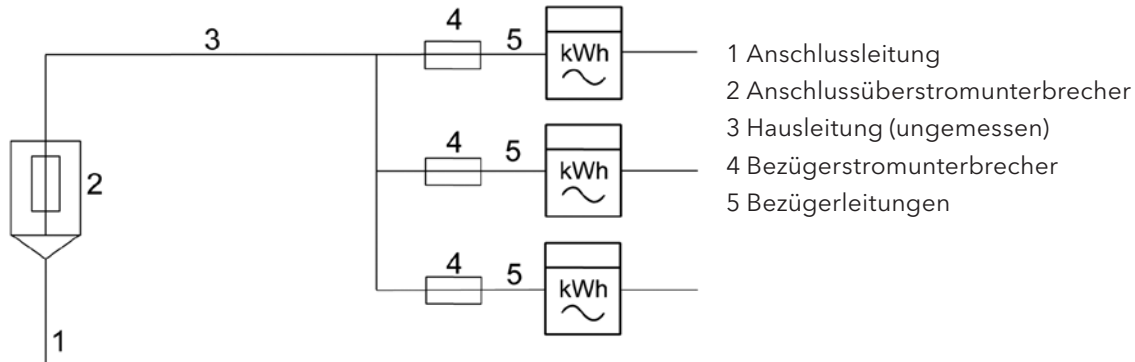 3
4
5
kWh
2
4
5
kWh
4
5
kWh
1
1 Anschlussleitung
2 Anschlussüberstromunterbrecher
3 Hausleitung (ungemessen)
4 Bezügerstromunterbrecher
5 Bezügerleitungen